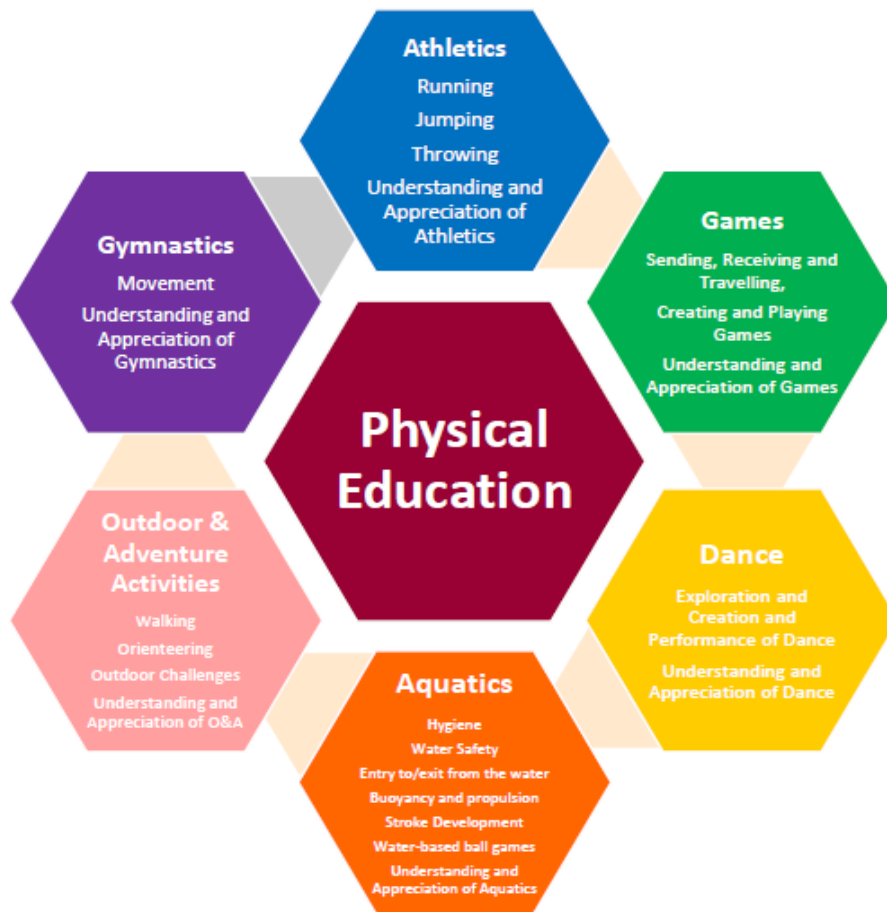 Athletics
Running
Jumping
Throwing
Understanding and
Appreciation of
Athletics
Gymnastics
Movement
Understanding and
Appreciation of
Gymnastics
Games
Sending, Receiving and
Travelling,
Creating and Playing
Games
Understanding and
Appreciation of Games
Physical
Education
Outdoor &
Adventure
Activities
Walking
Orienteering
Outdoor Challenges
Understanding and
Appreciation of O&A
Dance
Exploration and
Creation and
Performance of Dance
Understanding and
Appreciation of Dance
Aquatics
Hygiene
Water Safety
Entry to/exit from the water
Buoyancy and propulsion
Stroke Development
Water-based ball games
Understanding and
Appreciation of Aquatics